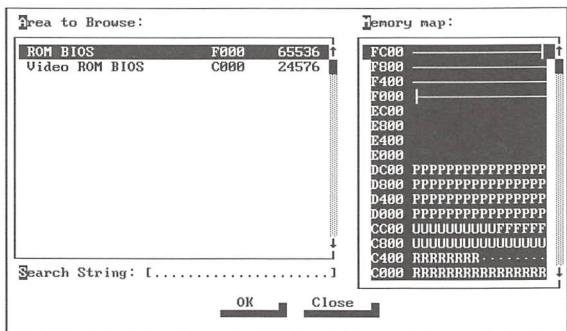 Area to Browse:
ROM BIOS F000 65536
Video ROM BIOS C000 24576
Search String: [......................]
OK Close
Memory map:
FC00
F800
F400
F000
EC00
E800
E400
E000
DC00 PPPPPPPPPPPPPPPP
D800 PPPPPPPPPPPPPPPP
D400 PPPPPPPPPPPPPPPP
D000 PPPPPPPPPPPPPPPP
CC00 UUUUUUUUUUFFFFFF
C800 UUUUUUUUUUUUUUUU
C400 RRRRRRRR........
C000 RRRRRRRRRRRRRRRR